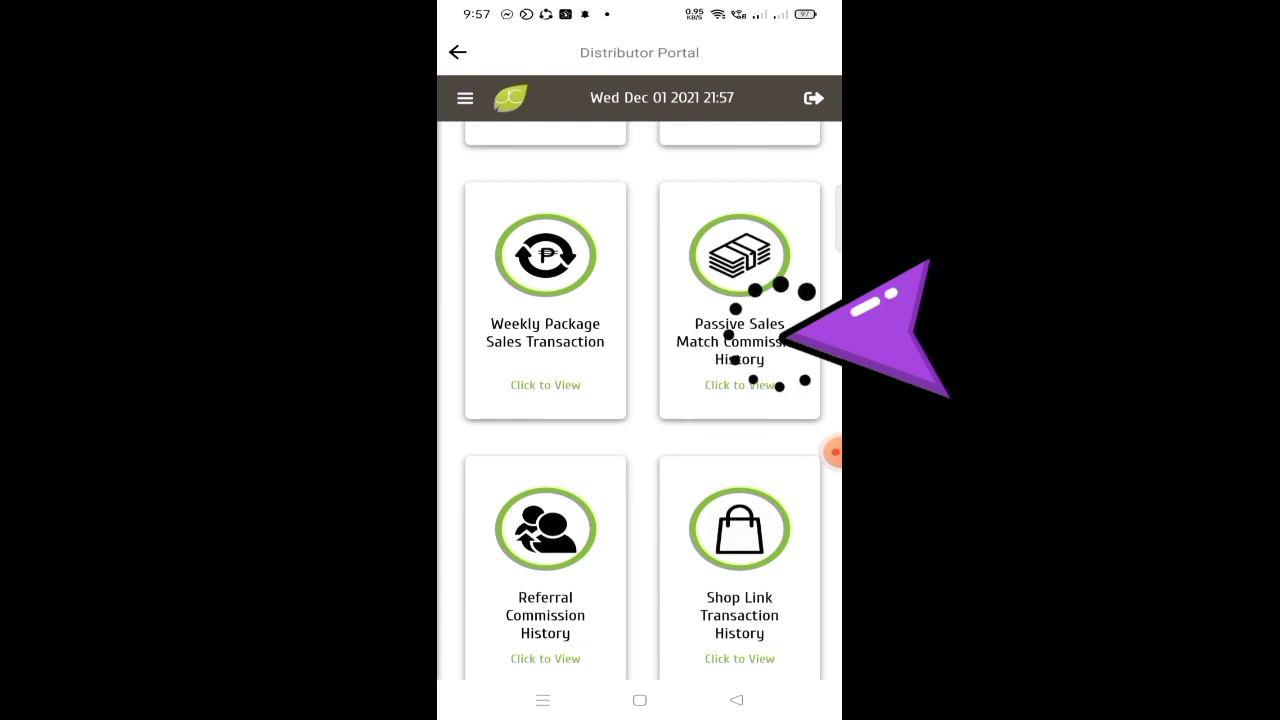 9:57
0.95
KB/S
97
Distributor Portal
JC
Wed Dec 01 2021 21:57
Weekly Package
Sales Transaction
Click to View
Passive Sales
Match Commissi
History
Click to View
Referral
Commission
History
Click to View
Shop Link
Transaction
History
Click to View